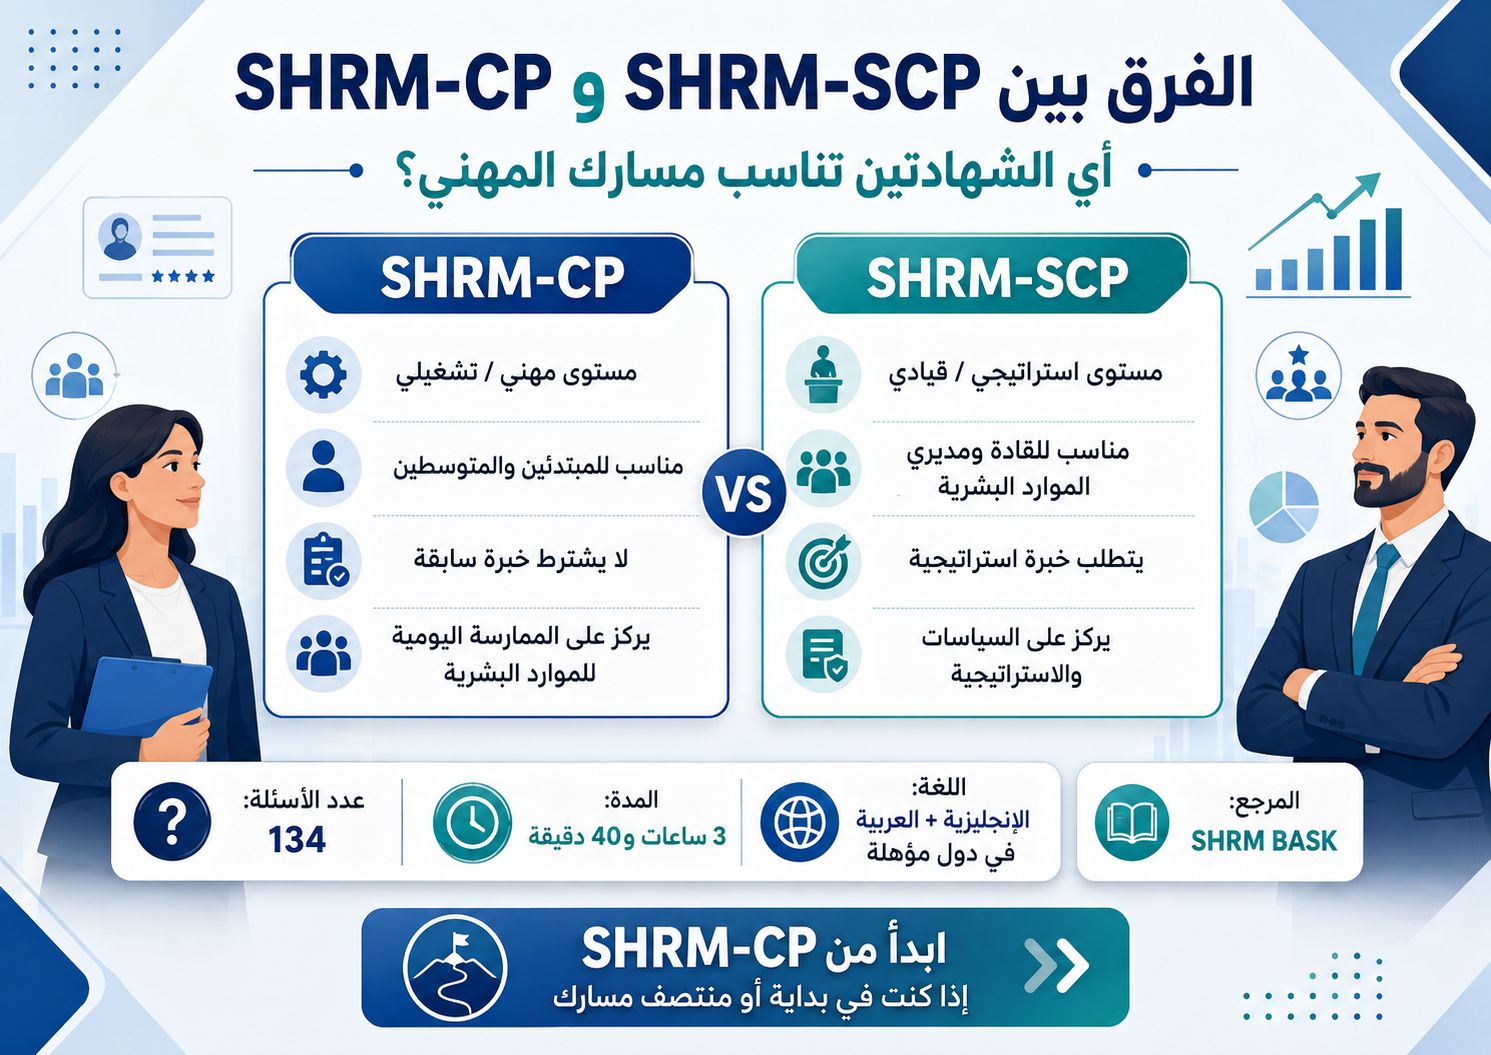 الفرق بين SHRM-SCP و SHRM-CP
أي الشهادتين تناسب مسارك المهني؟
SHRM-SCP
مستوى استراتيجي / قيادي
مناسب للقادة ومديري
الموارد البشرية
يتطلب خبرة استراتيجية
يركز على السياسات
والاستراتيجية
VS
SHRM-CP
مستوى مهني / تشغيلي
مناسب للمبتدئين والمتوسطين
لا يشترط خبرة سابقة
يركز على الممارسة اليومية
للموارد البشرية
المرجع:
SHRM BASK
اللغة:
الإنجليزية + العربية
في دول مؤهلة
المدة:
3 ساعات و40 دقيقة
عدد الأسئلة:
134
ابدأ من SHRM-CP
إذا كنت في بداية أو منتصف مسارك